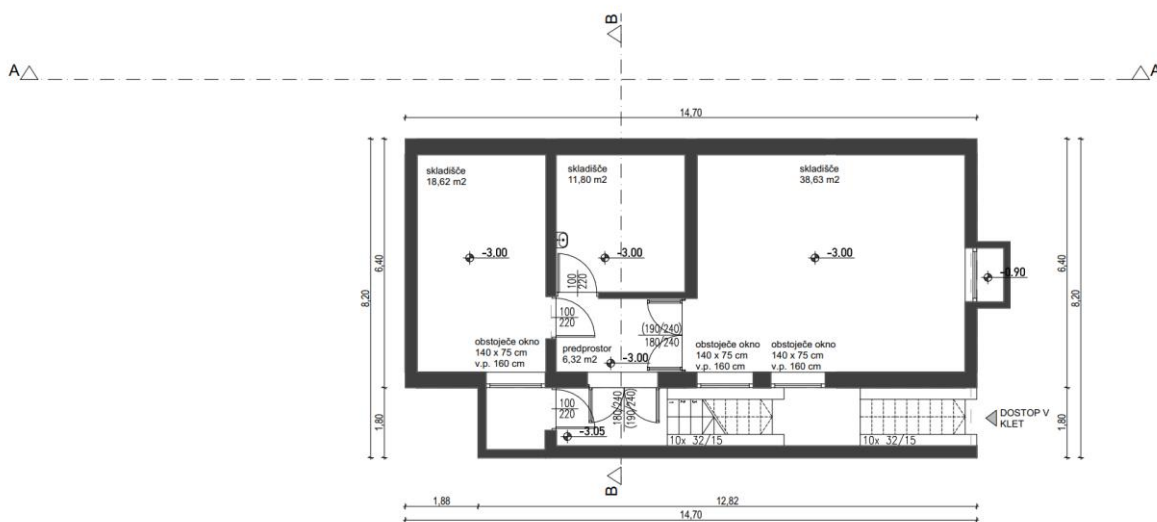 B
A
A
14,70
skladišče
18,62 m2
skladišče
11,80 m2
skladišče
38,63 m2
8,20
6,40
-3.00
-3.00
-3.00
-0.90
6,40
8,20
100
220
100
220
(190/240)
180/240
obstoječe okno
140 x 75 cm
v.p. 160 cm
predprostor
6,32 m2
-3.00
obstoječe okno
140 x 75 cm
v.p. 160 cm
obstoječe okno
140 x 75 cm
v.p. 160 cm
1,80
100
220
180/240
(190/240)
-3.05
10x 32/15
10x 32/15
DOSTOP V
KLET
1,80
B
1,88
12,82
14,70